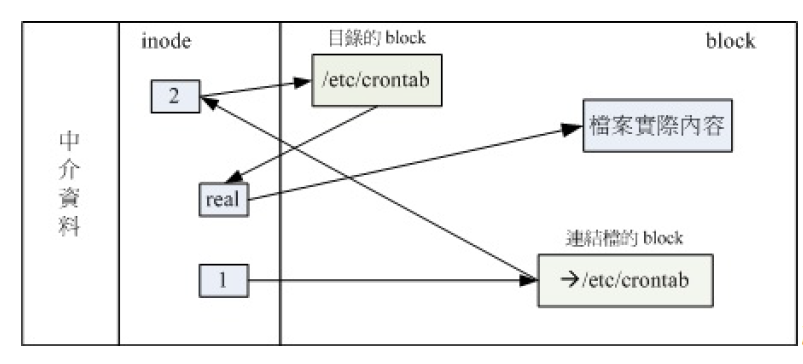 inode
目錄的 block
block
2
/etc/crontab
檔案實際內容
中介資料
real
連結檔的 block
1
→/etc/crontab